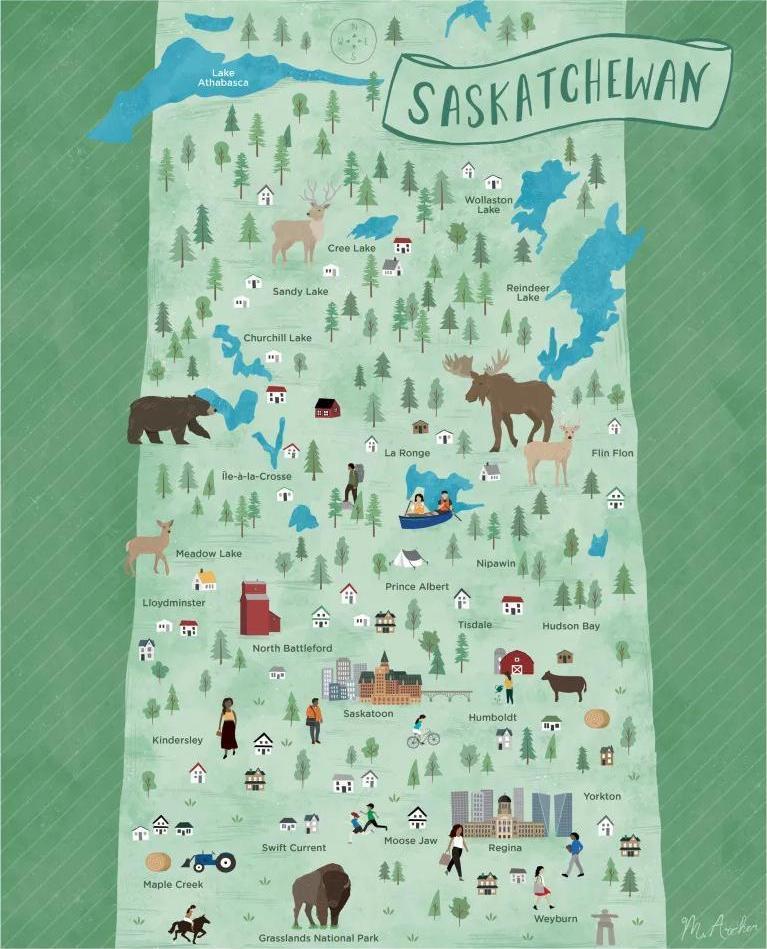 N
W E
S
SASKATCHEWAN
Lake
Athabasca
Wollaston
Lake
Cree Lake
Sandy Lake
Reindeer
Lake
Churchill Lake
La Ronge
Flin Flon
Île-à-la-Crosse
Meadow Lake
Nipawin
Prince Albert
Lloydminster
Tisdale
Hudson Bay
North Battleford
Saskatoon
Humboldt
Kindersley
Yorkton
Swift Current
Moose Jaw
Regina
Maple Creek
Weyburn
Grasslands National Park